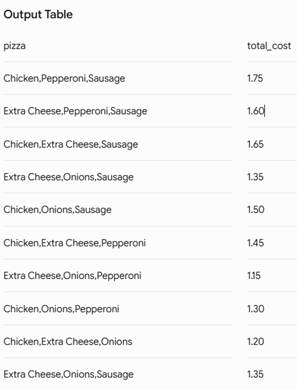 Output Table
pizza total_cost
Chicken,Pepperoni,Sausage 1.75
Extra Cheese,Pepperoni,Sausage 1.60
Chicken,Extra Cheese,Sausage 1.65
Extra Cheese,Onions,Sausage 1.35
Chicken,Onions,Sausage 1.50
Chicken,Extra Cheese,Pepperoni 1.45
Extra Cheese,Onions,Pepperoni 1.15
Chicken,Onions,Pepperoni 1.30
Chicken,Extra Cheese,Onions 1.20
Extra Cheese,Onions,Sausage 1.35